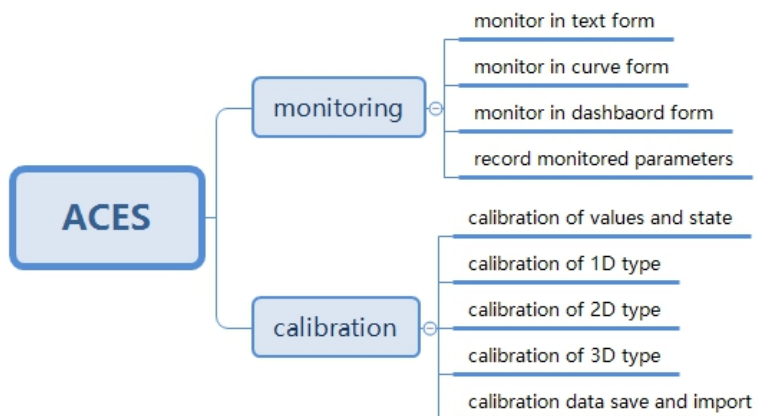 monitor in text form
monitor in curve form
monitoring
monitor in dashbaord form
record monitored parameters
ACES
calibration of values and state
calibration of 1D type
calibration of 2D type
calibration
calibration of 3D type
calibration data save and import